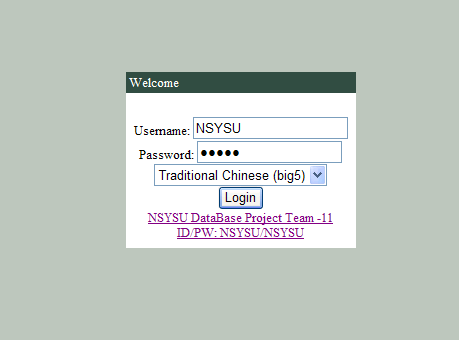 Welcome
Username: NSYSU
Password: •••••
Traditional Chinese (big5)
Login
NSYSU DataBase Project Team -11
ID/PW: NSYSU/NSYSU